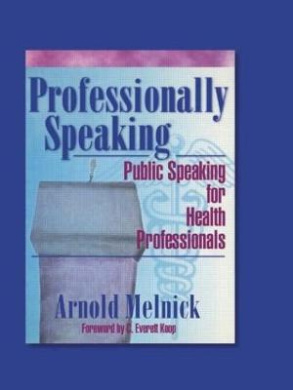 Professionally
Speaking
Public Speaking
for
Health
Professionals
Arnold Melnick
Foreword by C. Everett Koop